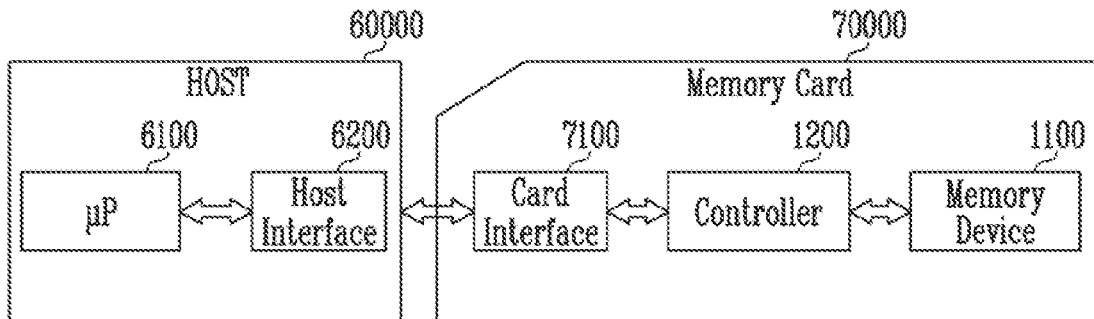 60000
70000
HOST
Memory Card
6100
6200
7100
1200
1100
μP
Host
Interface
Card
Interface
Controller
Memory
Device